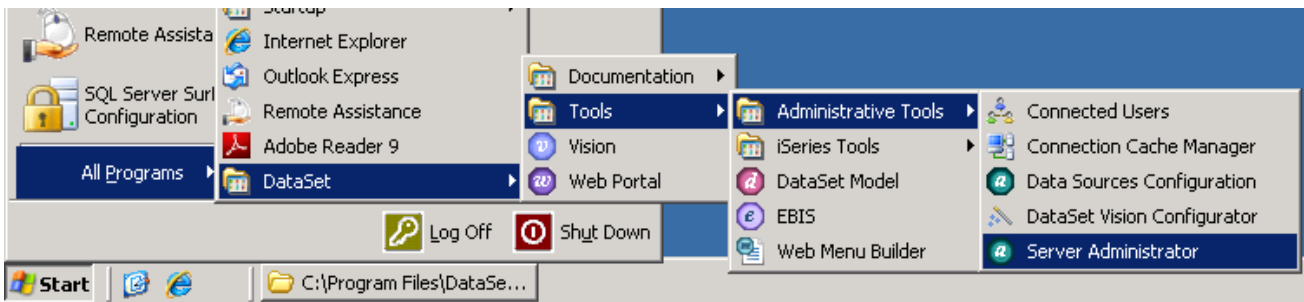 Startup
Remote Assista
Internet Explorer
Outlook Express
SQL Server Surf
Configuration
Remote Assistance
Adobe Reader 9
All Programs
DataSet
Documentation
Tools
Vision
Web Portal
Administrative Tools
iSeries Tools
DataSet Model
EBIS
Web Menu Builder
Connected Users
Connection Cache Manager
Data Sources Configuration
DataSet Vision Configurator
Server Administrator
Log Off
Shut Down
Start
C:\Program Files\DataSe...